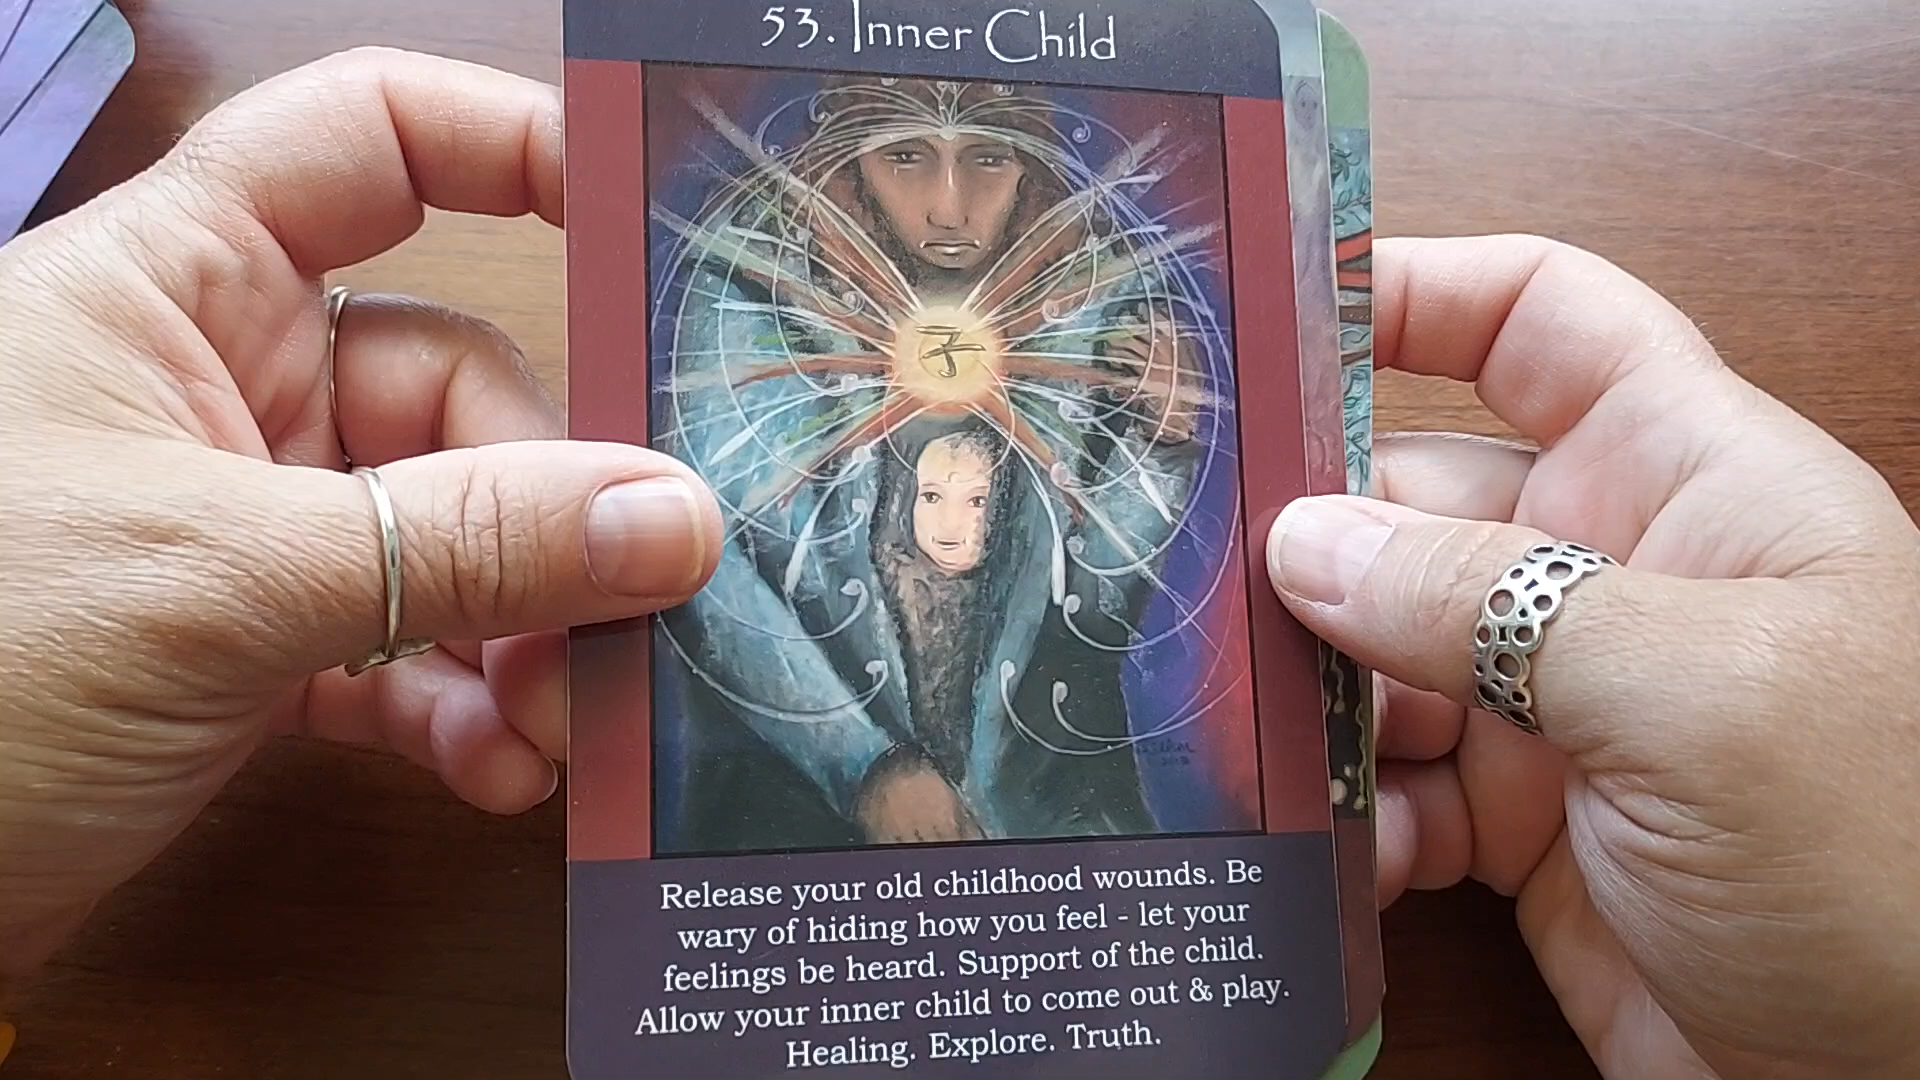 53. Inner Child
Release your old childhood wounds. Be
wary of hiding how you feel - let your
feelings be heard. Support of the child.
Allow your inner child to come out & play.
Healing. Explore. Truth.